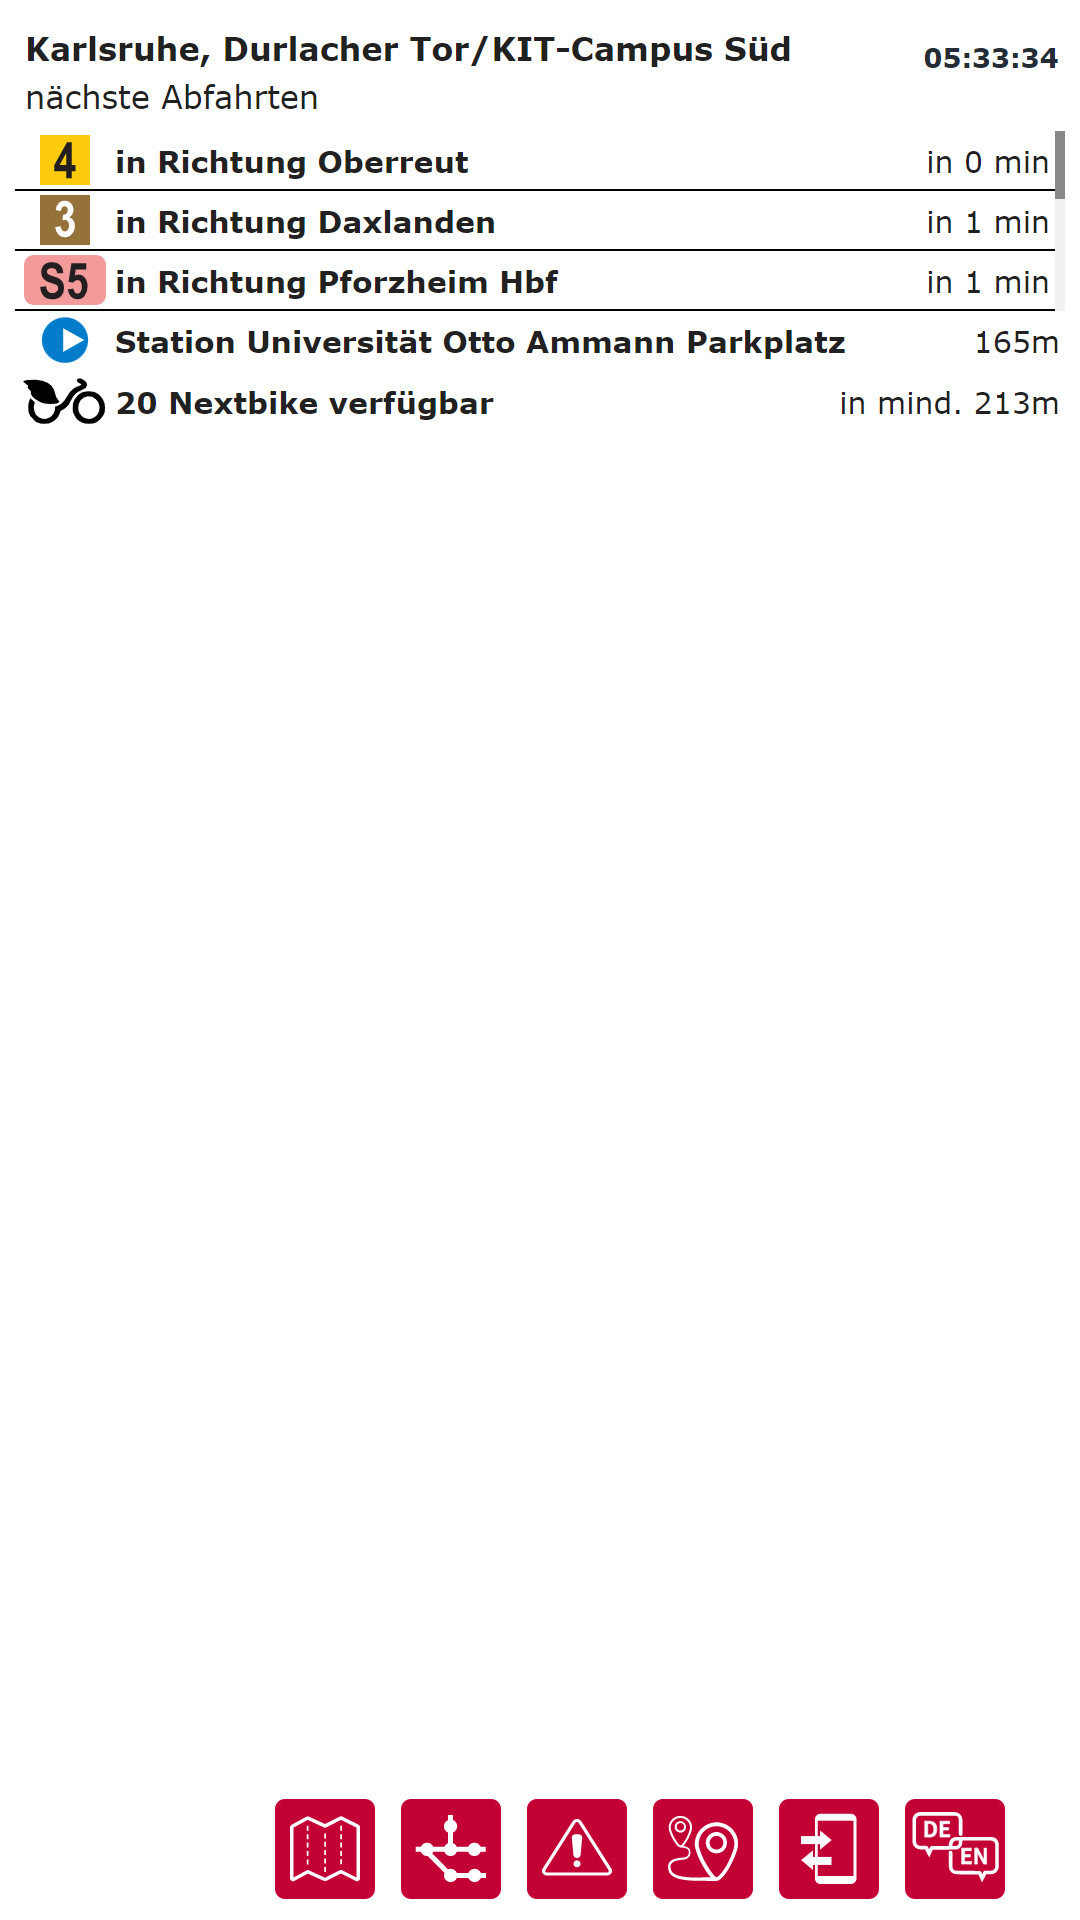 Karlsruhe, Durlacher Tor/KIT-Campus Süd 05:33:34
nächste Abfahrten
4 in Richtung Oberreut in 0 min
3 in Richtung Daxlanden in 1 min
S5 in Richtung Pforzheim Hbf in 1 min
Station Universität Otto Ammann Parkplatz 165m
20 Nextbike verfügbar in mind. 213m
DE
EN